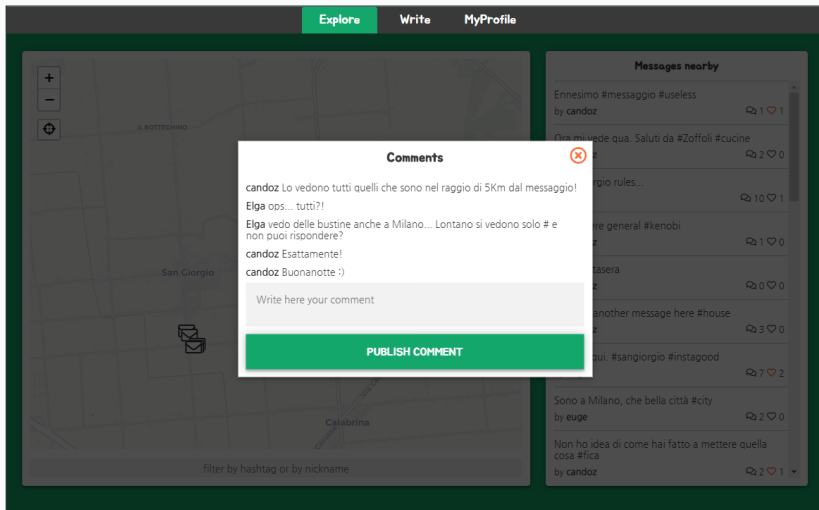 Explore Write MyProfile
Messages nearby
+
−
IL BOTTEGHINO
San Giorgio
Calabrina
filter by hashtag or by nickname
Comments
candoz Lo vedono tutti quelli che sono nel raggio di 5Km dal messaggio!
Elga ops... tutti?!
Elga vedo delle bustine anche a Milano... Lontano si vedono solo # e
non puoi rispondere?
candoz Esattamente!
candoz Buonanotte :)
Write here your comment
PUBLISH COMMENT
Ennesimo #messaggio #useless
by candoz 1 1
Ora mi vede qua. Saluti da #Zoffoli #cucine
2 0
rules...
10 1
general #kenobi
1 0
0 0
another message here #house
3 0
qui. #sangiorgio #instagood
7 2
Sono a Milano, che bella città #city
by euge 2 0
Non ho idea di come hai fatto a mettere quella
cosa #fica
by candoz 2 1